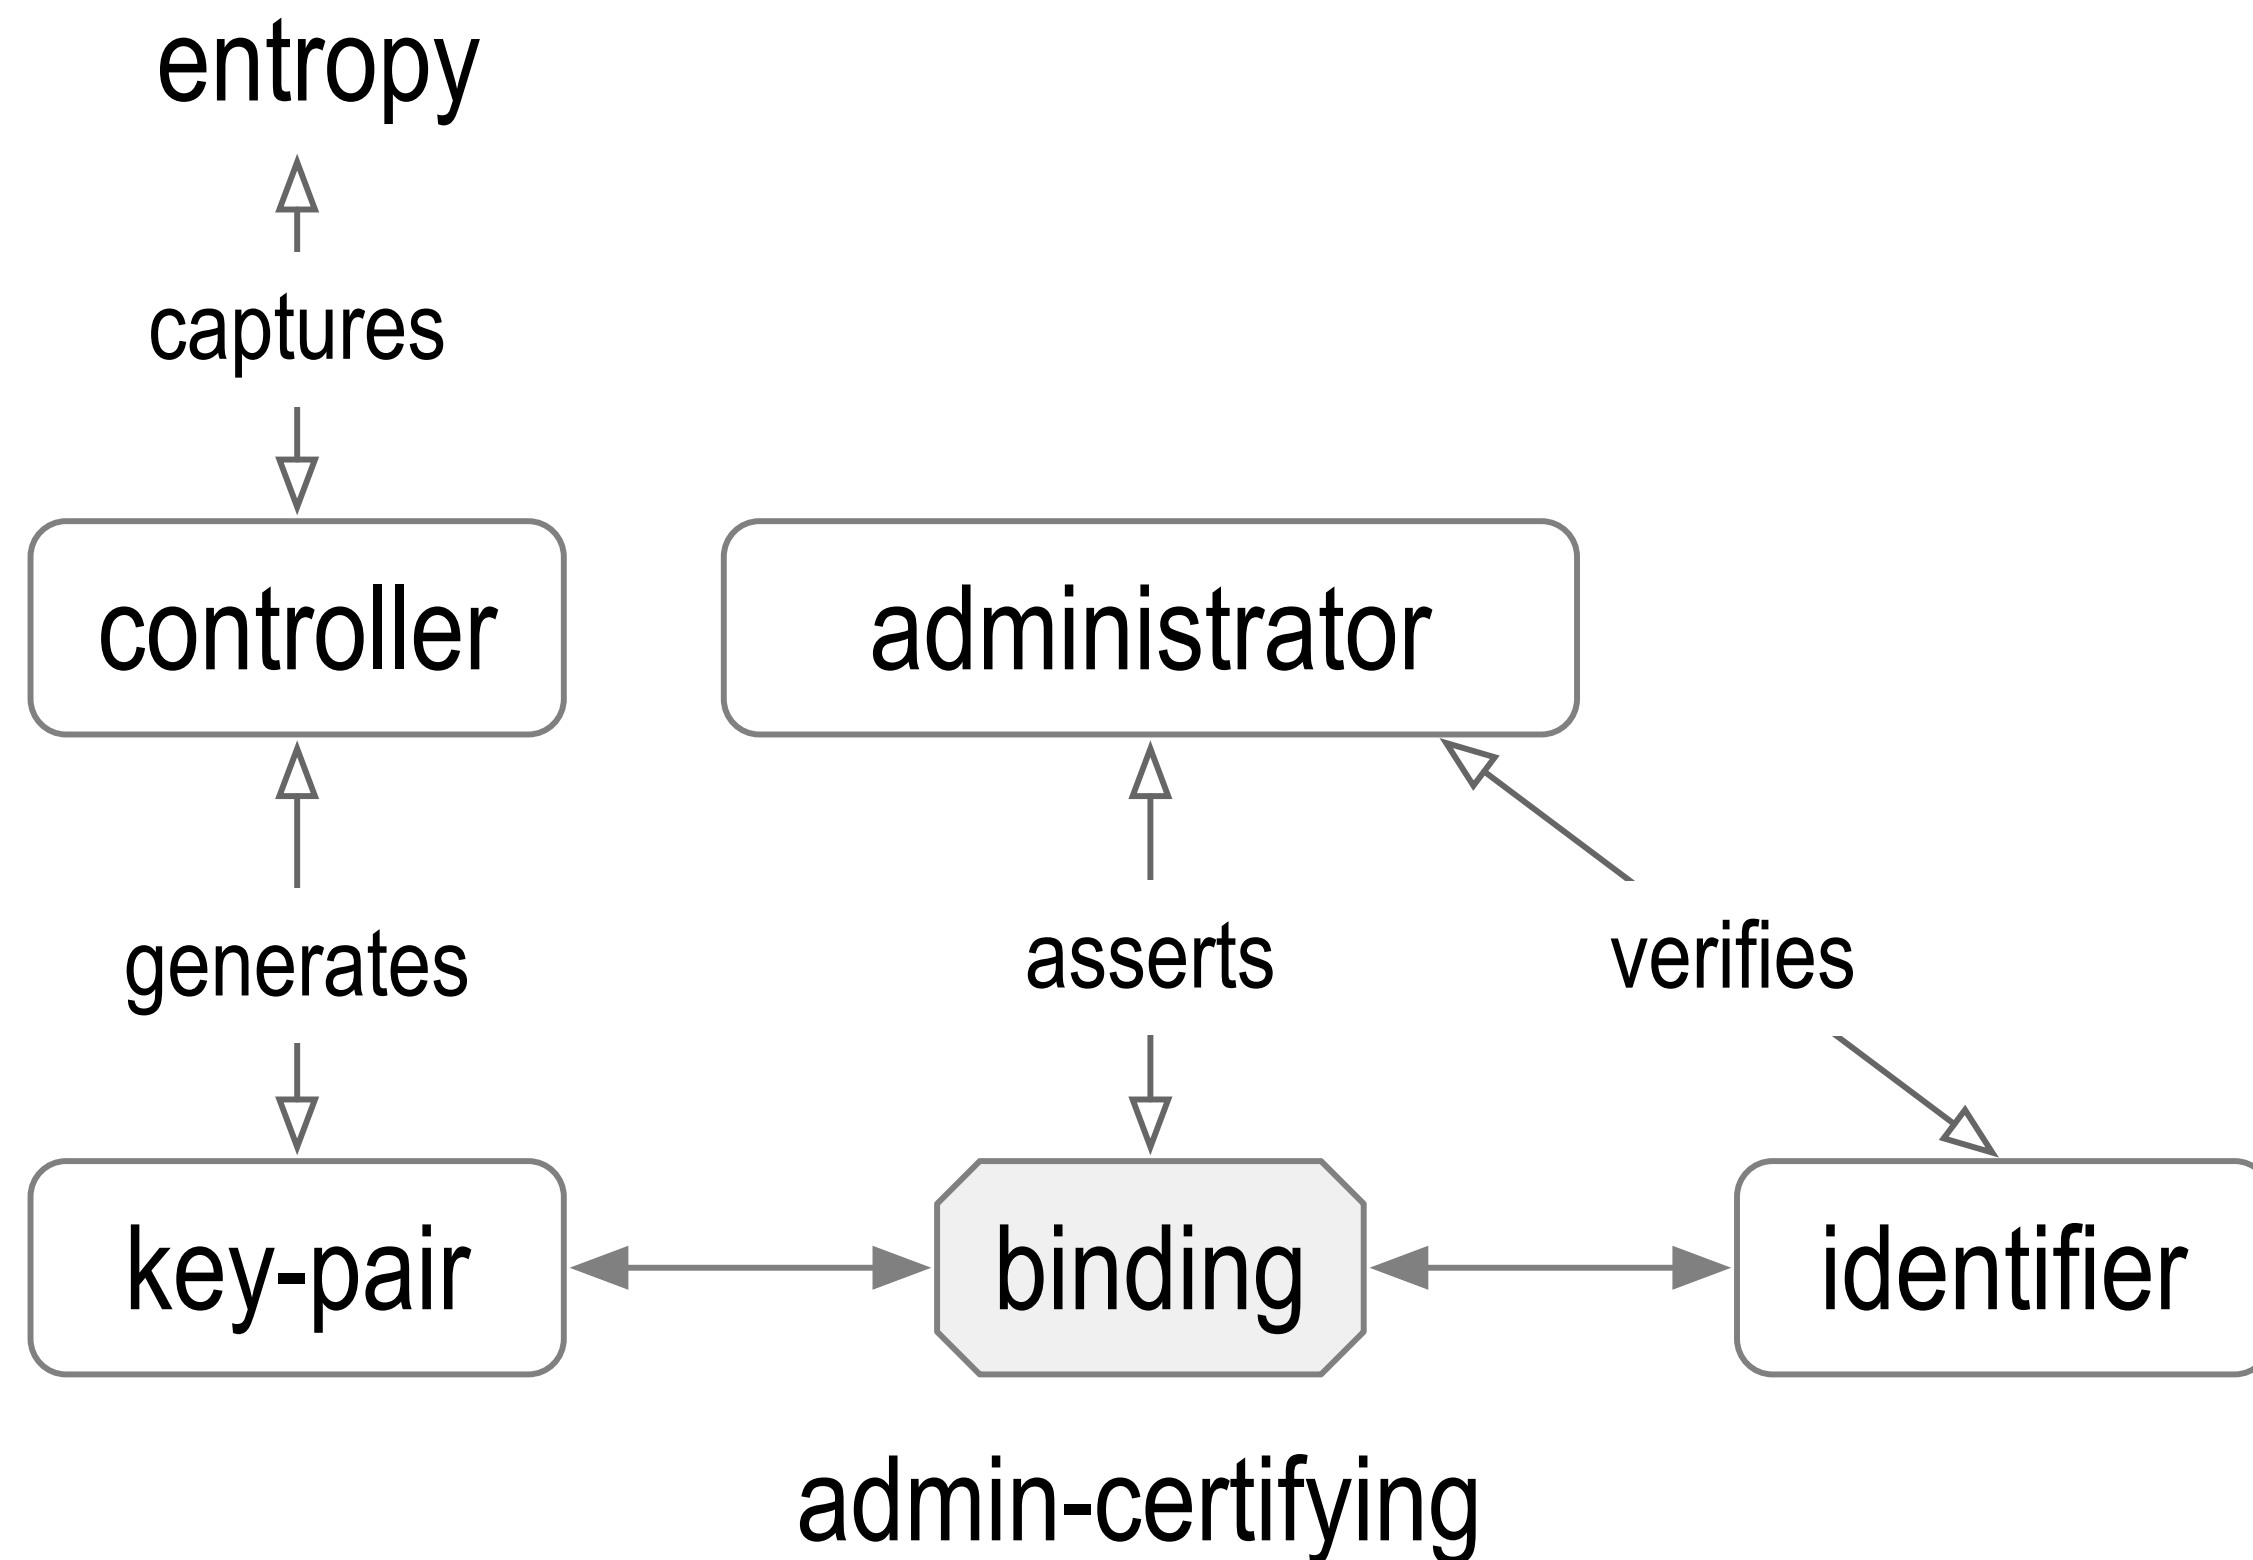 entropy
captures
controller
administrator
generates
asserts
verifies
key-pair
binding
identifier
admin-certifying